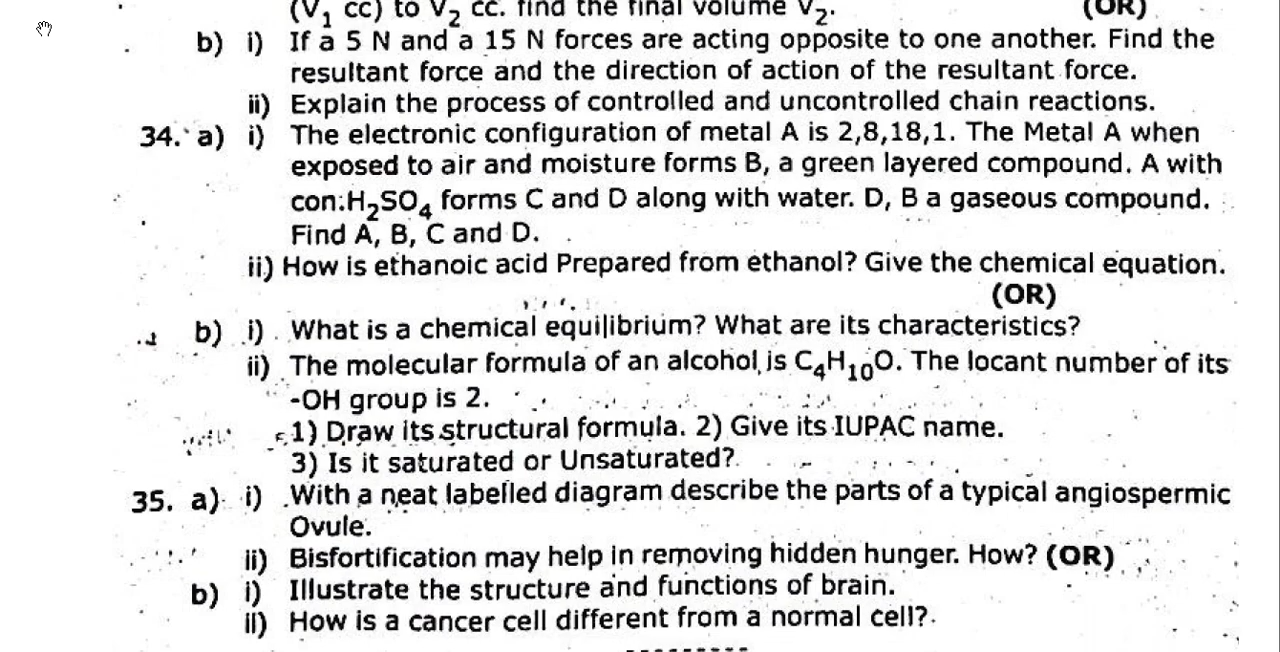 (V₁ cc) to V₂ cc. find the final volume V₂. (OR)
b) i) If a 5 N and a 15 N forces are acting opposite to one another. Find the
resultant force and the direction of action of the resultant force.
ii) Explain the process of controlled and uncontrolled chain reactions.
34. a) i) The electronic configuration of metal A is 2,8,18,1. The Metal A when
exposed to air and moisture forms B, a green layered compound. A with
con:H₂SO₄ forms C and D along with water. D, B a gaseous compound.
Find A, B, C and D.
ii) How is ethanoic acid Prepared from ethanol? Give the chemical equation.
(OR)
b) i) What is a chemical equilibrium? What are its characteristics?
ii) The molecular formula of an alcohol is C₄H₁₀O. The locant number of its
-OH group is 2.
1) Draw its structural formula. 2) Give its IUPAC name.
3) Is it saturated or Unsaturated?
35. a) i) With a neat labelled diagram describe the parts of a typical angiospermic
Ovule.
ii) Bisfortification may help in removing hidden hunger. How? (OR)
b) i) Illustrate the structure and functions of brain.
ii) How is a cancer cell different from a normal cell?